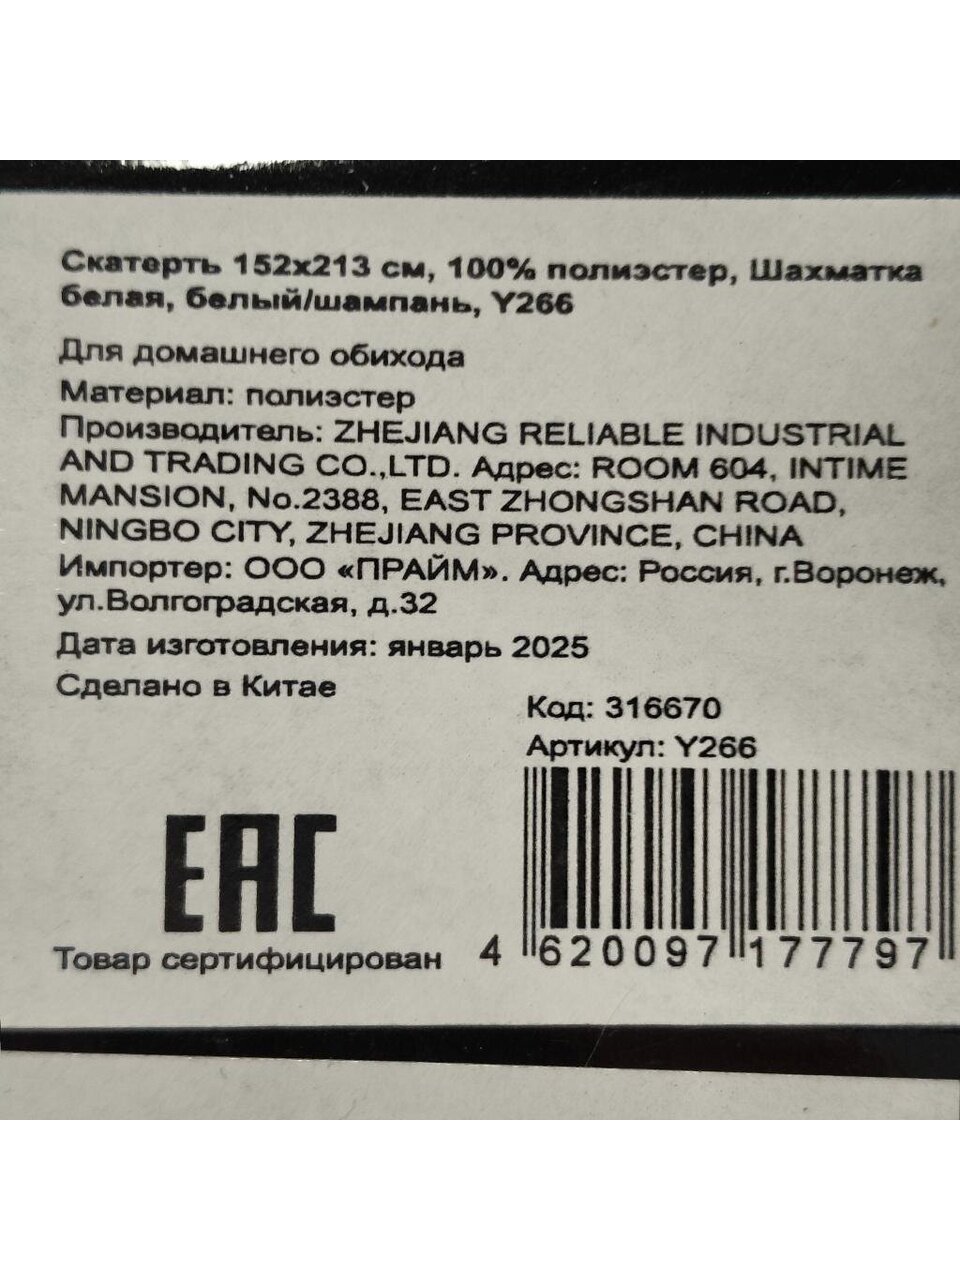 Скатерть 152х213 см, 100% полиэстер, Шахматка
белая, белый/шампань, Y266
Для домашнего обихода
Материал: полиэстер
Производитель: ZHEJIANG RELIABLE INDUSTRIAL
AND TRADING CO.,LTD. Адрес: ROOM 604, INTIME
MANSION, No.2388, EAST ZHONGSHAN ROAD,
NINGBO CITY, ZHEJIANG PROVINCE, CHINA
Импортер: ООО «ПРАЙМ». Адрес: Россия, г.Воронеж,
ул.Волгоградская, д.32
Дата изготовления: январь 2025
Сделано в Китае
Код: 316670
Артикул: Y266
EAC
Товар сертифицирован
4 620097 177797